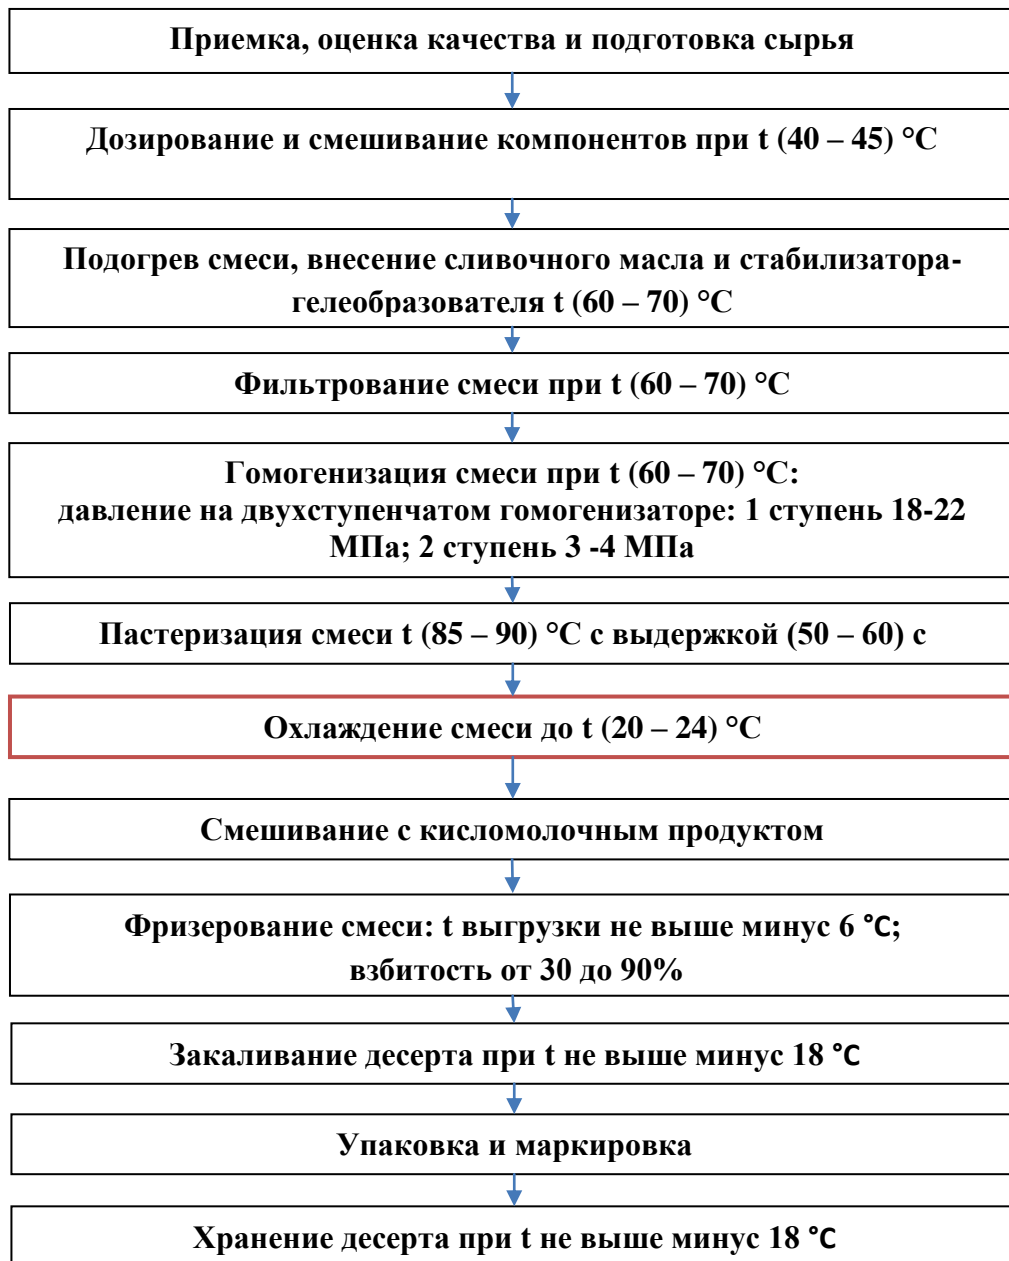 Приемка, оценка качества и подготовка сырья
Дозирование и смешивание компонентов при t (40 – 45) °С
Подогрев смеси, внесение сливочного масла и стабилизатора-
гелеобразователя t (60 – 70) °С
Фильтрование смеси при t (60 – 70) °С
Гомогенизация смеси при t (60 – 70) °С:
давление на двухступенчатом гомогенизаторе: 1 ступень 18-22
МПа; 2 ступень 3 -4 МПа
Пастеризация смеси t (85 – 90) °С с выдержкой (50 – 60) с
Охлаждение смеси до t (20 – 24) °С
Смешивание с кисломолочным продуктом
Фризерование смеси: t выгрузки не выше минус 6 °С;
взбитость от 30 до 90%
Закаливание десерта при t не выше минус 18 °С
Упаковка и маркировка
Хранение десерта при t не выше минус 18 °С